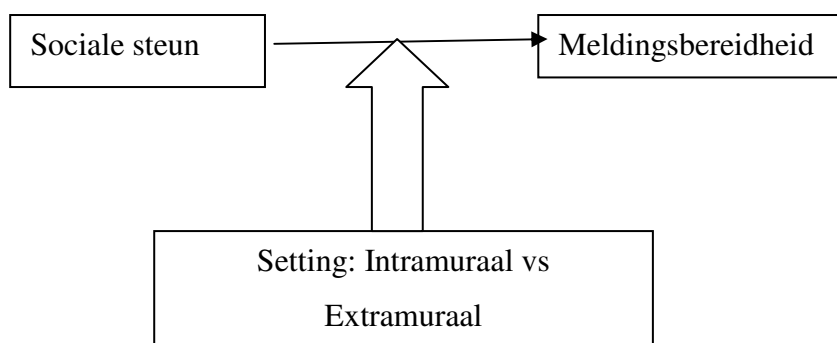 Sociale steun
Meldingsbereidheid
Setting: Intramuraal vs
Extramuraal